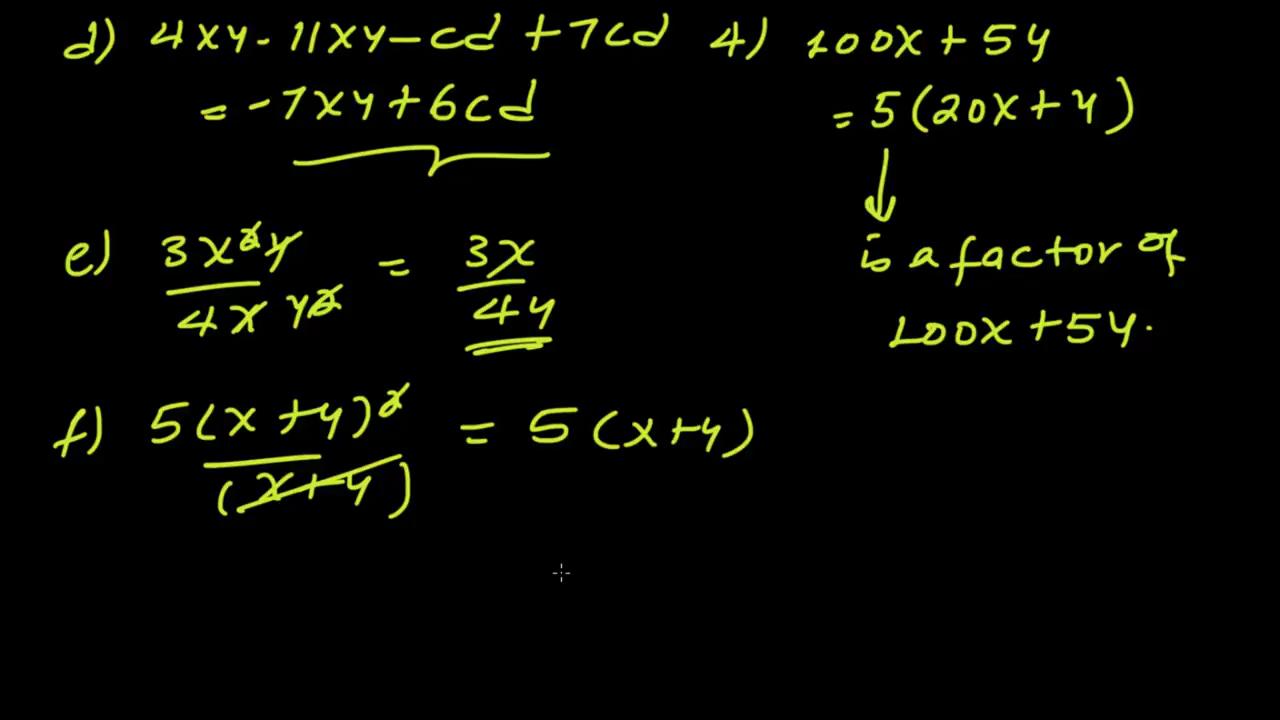 d) 4xy - 11xy - cd + 7cd
= -7xy + 6cd
e) 3x²y / 4xy² = 3x / 4y
f) 5(x+y)² / (x+y) = 5(x+y)
4) 100x + 5y
= 5(20x + y)
↓
is a factor of
100x + 5y.